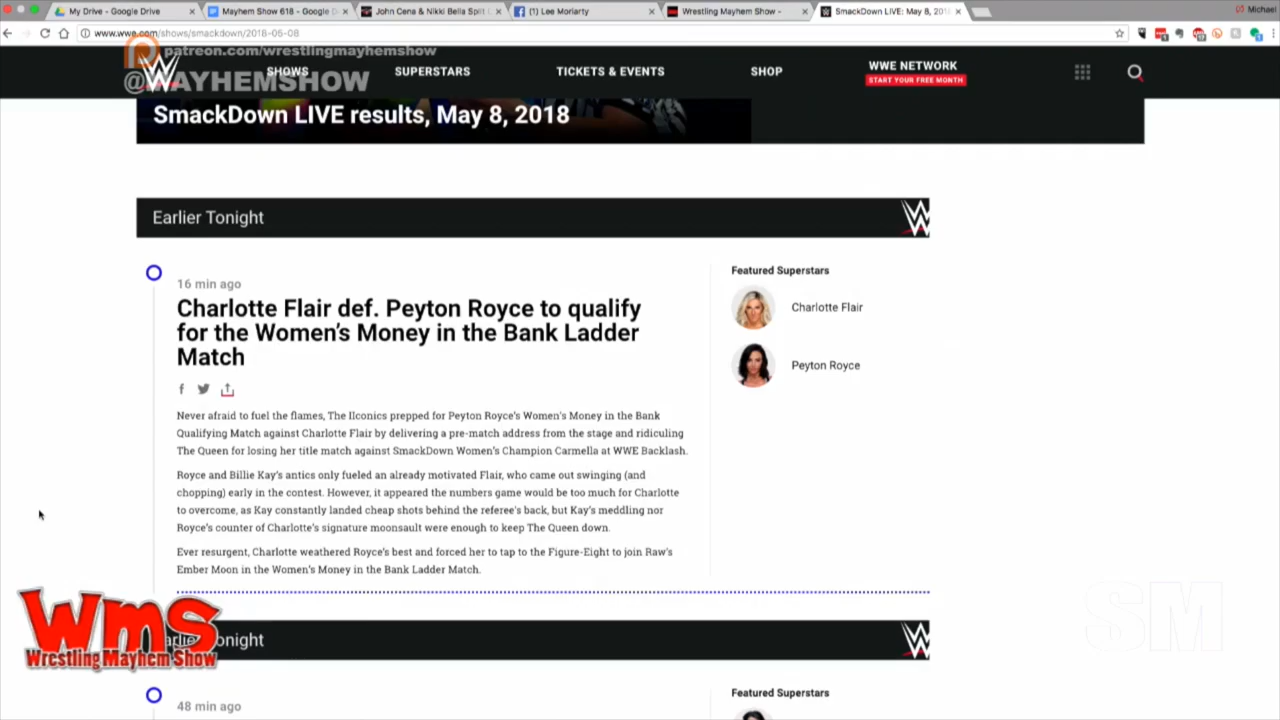 My Drive - Google Drive
Mayhem Show 618 - Google D
John Cena & Nikki Bella Split
(1) Lee Moriarty
Wrestling Mayhem Show -
SmackDown LIVE: May 8, 201
Michael
www.wwe.com/shows/smackdown/2018-05-08
patreon.com/wrestlingmayhemshow
@MAYHEMSHOW
SHOWS
SUPERSTARS
TICKETS & EVENTS
SHOP
WWE NETWORK
START YOUR FREE MONTH
SmackDown LIVE results, May 8, 2018
Earlier Tonight
16 min ago
Charlotte Flair def. Peyton Royce to qualify
for the Women's Money in the Bank Ladder
Match
Never afraid to fuel the flames, The IIconics prepped for Peyton Royce's Women's Money in the Bank
Qualifying Match against Charlotte Flair by delivering a pre-match address from the stage and ridiculing
The Queen for losing her title match against SmackDown Women's Champion Carmella at WWE Backlash.
Royce and Billie Kay's antics only fueled an already motivated Flair, who came out swinging (and
chopping) early in the contest. However, it appeared the numbers game would be too much for Charlotte
to overcome, as Kay constantly landed cheap shots behind the referee's back, but Kay's meddling nor
Royce's counter of Charlotte's signature moonsault were enough to keep The Queen down.
Ever resurgent, Charlotte weathered Royce's best and forced her to tap to the Figure-Eight to join Raw's
Ember Moon in the Women's Money in the Bank Ladder Match.
Featured Superstars
Charlotte Flair
Peyton Royce
Earlier Tonight
48 min ago
Featured Superstars
WMS
Wrestling Mayhem Show
SM